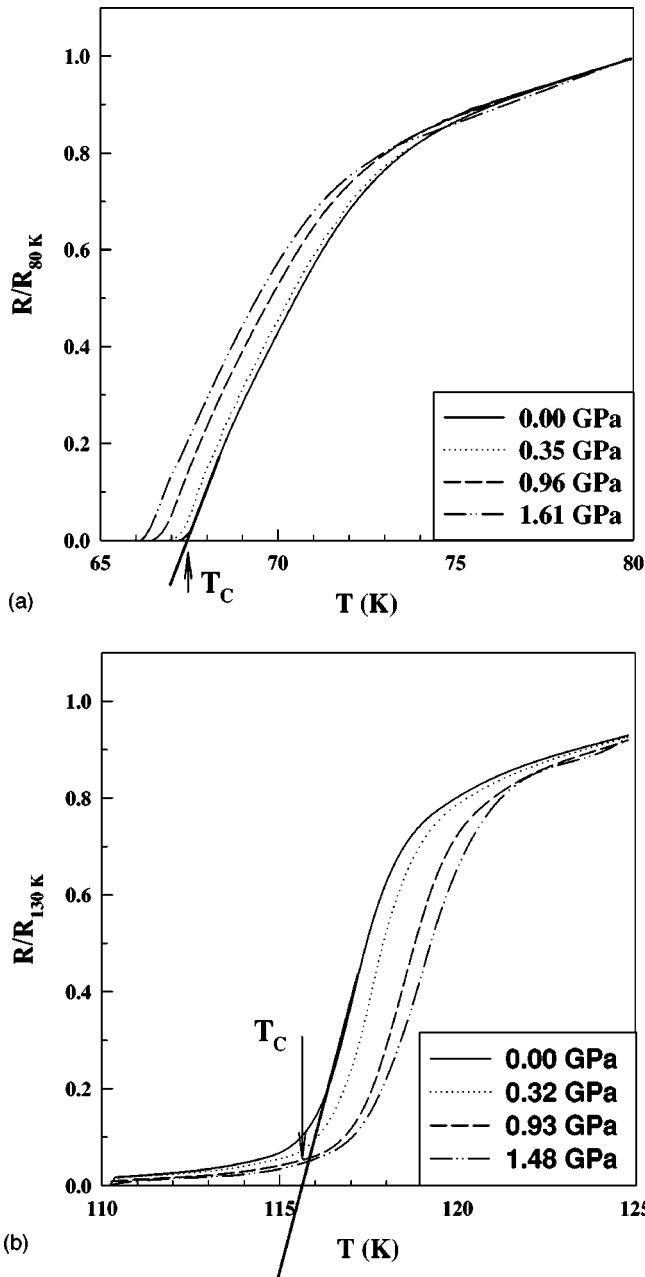 1.0
0.8
0.6
0.4
0.2
0.0
R/R80 K
0.00 GPa
0.35 GPa
0.96 GPa
1.61 GPa
65
70
75
80
TC
T (K)
(a)
1.0
0.8
0.6
0.4
0.2
0.0
R/R130 K
TC
0.00 GPa
0.32 GPa
0.93 GPa
1.48 GPa
110
115
120
125
T (K)
(b)